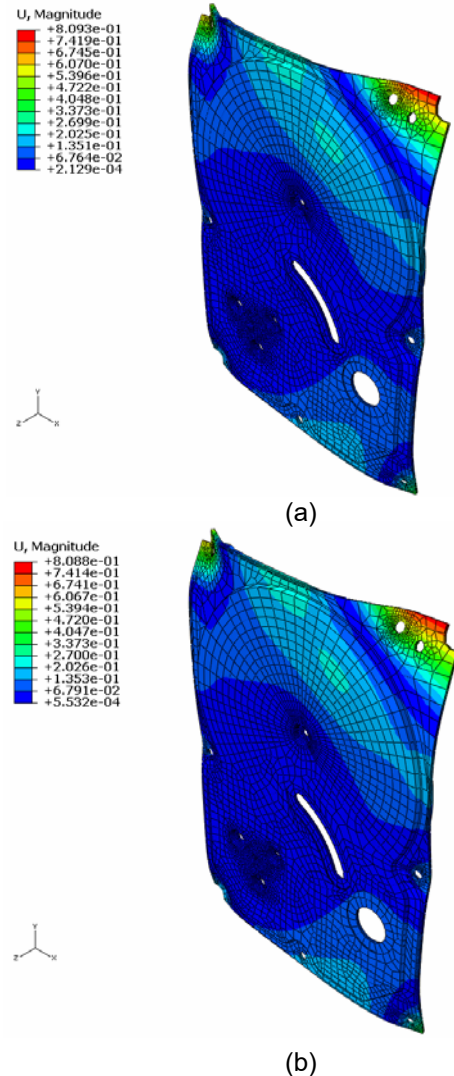 U, Magnitude
+8.093e-01
+7.419e-01
+6.745e-01
+6.070e-01
+5.396e-01
+4.722e-01
+4.048e-01
+3.373e-01
+2.699e-01
+2.025e-01
+1.351e-01
+6.764e-02
+2.129e-04
Y
Z X
(a)
U, Magnitude
+8.088e-01
+7.414e-01
+6.741e-01
+6.067e-01
+5.394e-01
+4.720e-01
+4.047e-01
+3.373e-01
+2.700e-01
+2.026e-01
+1.353e-01
+6.791e-02
+5.532e-04
Y
Z X
(b)